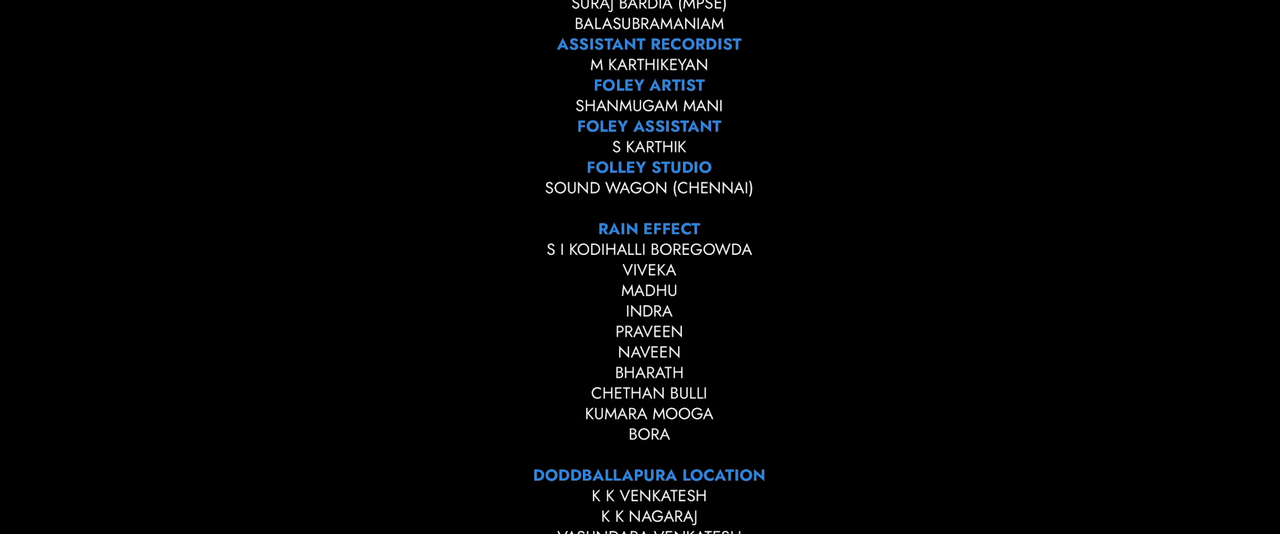 SURAJ BARDIA (MPSE)
BALASUBRAMANIAM
ASSISTANT RECORDIST
M KARTHIKEYAN
FOLEY ARTIST
SHANMUGAM MANI
FOLEY ASSISTANT
S KARTHIK
FOLLEY STUDIO
SOUND WAGON (CHENNAI)
RAIN EFFECT
S I KODIHALLI BOREGOWDA
VIVEKA
MADHU
INDRA
PRAVEEN
NAVEEN
BHARATH
CHETHAN BULLI
KUMARA MOOGA
BORA
DODDBALLAPURA LOCATION
K K VENKATESH
K K NAGARAJ
VENKATESH